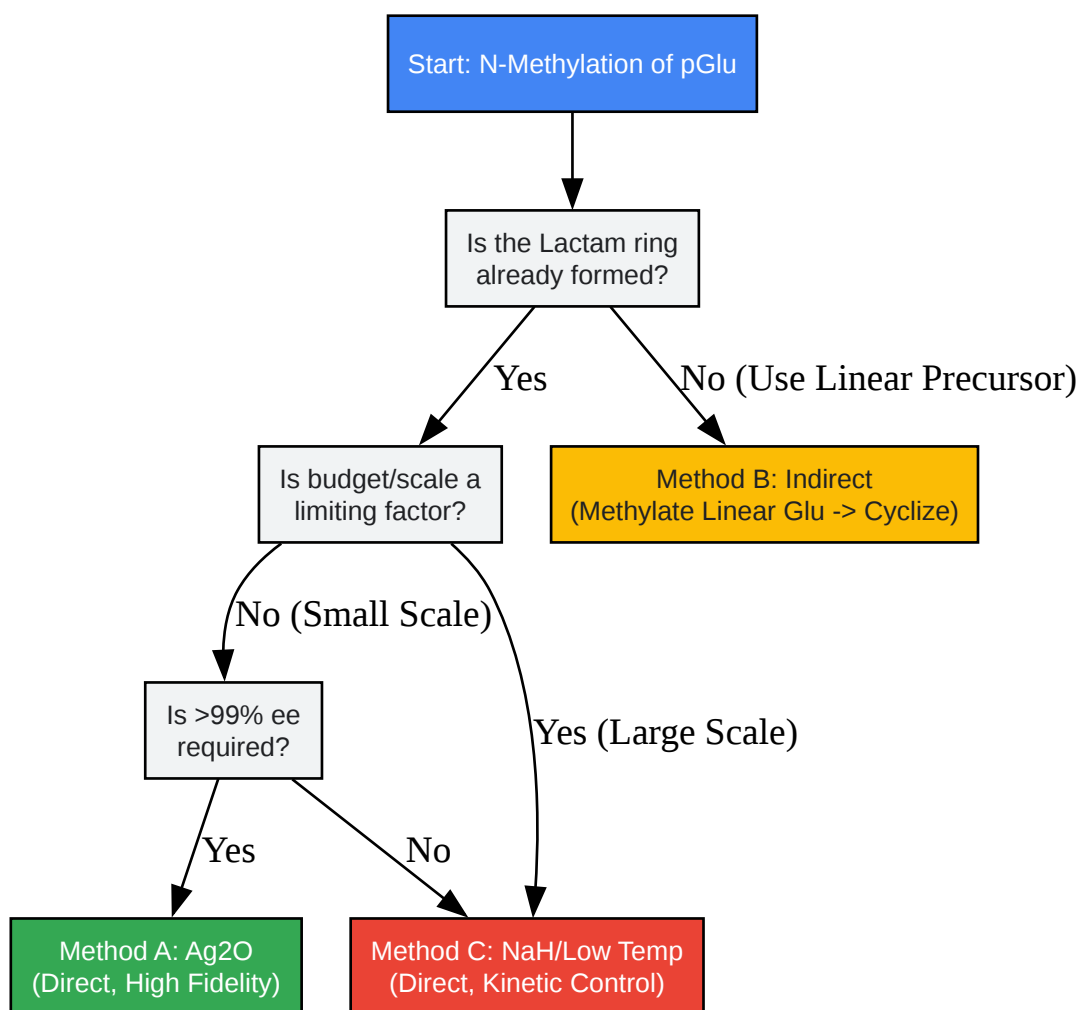 Start: N-Methylation of pGlu
Is the Lactam ring
already formed?
Yes
No (Use Linear Precursor)
Is budget/scale a
limiting factor?
Method B: Indirect
(Methylate Linear Glu -> Cyclize)
No (Small Scale)
Is >99% ee
required?
Yes (Large Scale)
Yes
No
Method A: Ag2O
(Direct, High Fidelity)
Method C: NaH/Low Temp
(Direct, Kinetic Control)